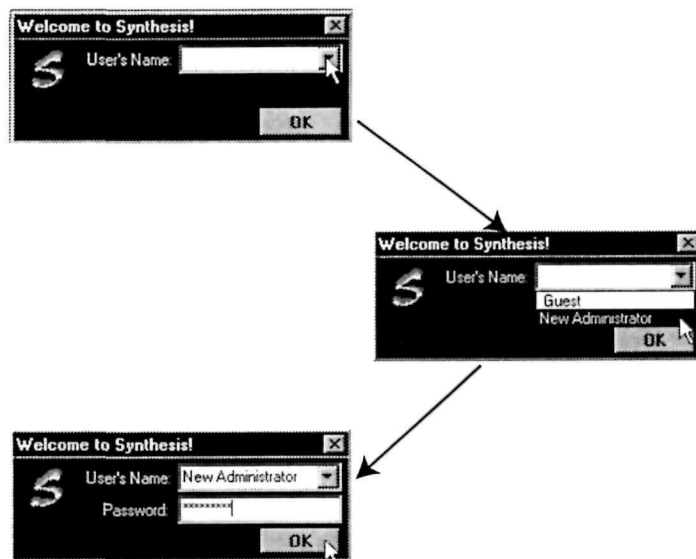 Welcome to Synthesis!
S
User's Name:
OK
Welcome to Synthesis!
S
User's Name:
Guest
New Administrator
OK
Welcome to Synthesis!
S
User's Name: New Administrator
Password: *********
OK